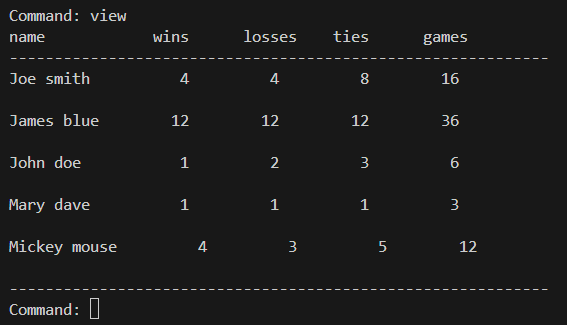 Command: view
name            wins      losses    ties      games
------------------------------------------------------------
Joe smith          4         4         8        16
James blue        12        12        12        36
John doe           1         2         3         6
Mary dave          1         1         1         3
Mickey mouse         4         3         5        12
------------------------------------------------------------
Command: